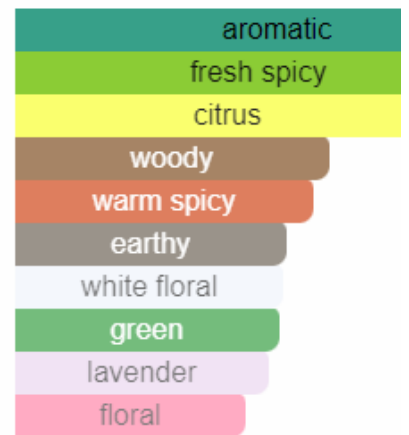 aromatic
fresh spicy
citrus
woody
warm spicy
earthy
white floral
green
lavender
floral